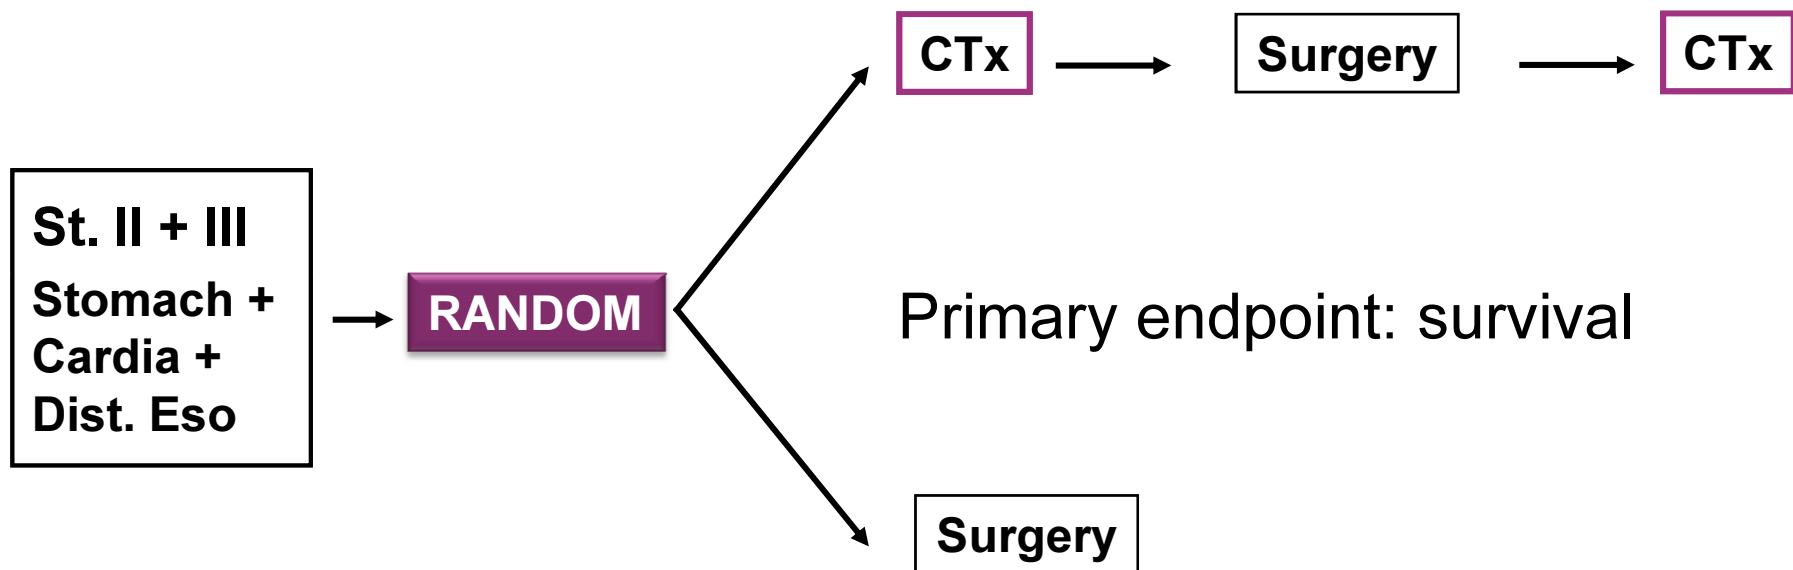 St. II + III
Stomach +
Cardia +
Dist. Eso
RANDOM
CTx
Surgery
CTx
Primary endpoint: survival
Surgery